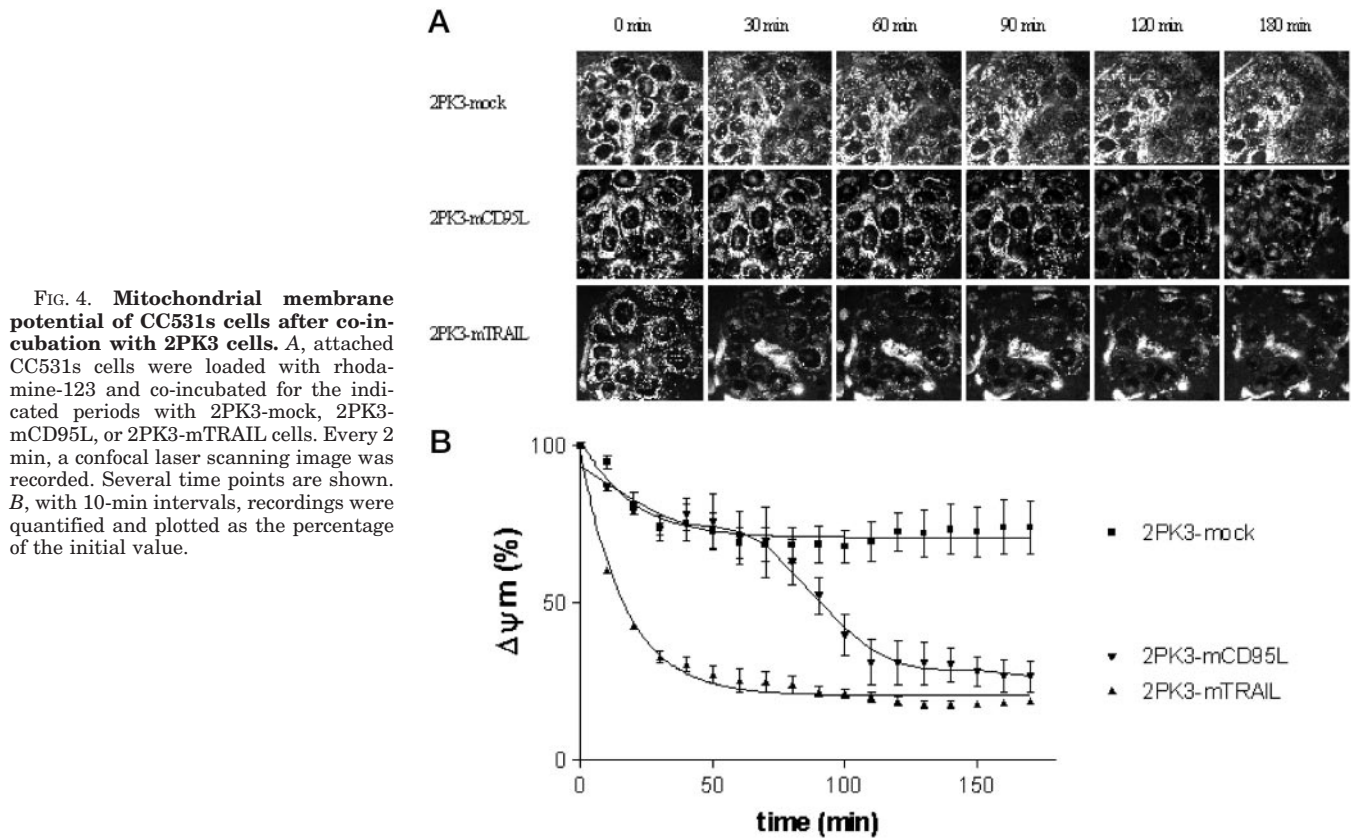 A
0 min 30 min 60 min 90 min 120 min 180 min
2PK3-mock
2PK3-mCD95L
2PK3-mTRAIL
FIG. 4. Mitochondrial membrane
potential of CC531s cells after co-in-
cubation with 2PK3 cells. A, attached
CC531s cells were loaded with rhoda-
mine-123 and co-incubated for the indi-
cated periods with 2PK3-mock, 2PK3-
mCD95L, or 2PK3-mTRAIL cells. Every 2
min, a confocal laser scanning image was
recorded. Several time points are shown.
B, with 10-min intervals, recordings were
quantified and plotted as the percentage
of the initial value.
B
Δψm (%)
100
50
0
0 50 100 150
time (min)
2PK3-mock
2PK3-mCD95L
2PK3-mTRAIL